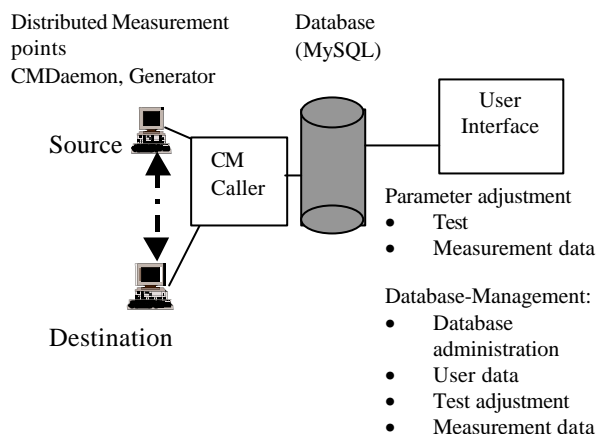 Distributed Measurement
points
CMDaemon, Generator
Database
(MySQL)
User
Interface
Source
CM
Caller
Destination
Parameter adjustment
• Test
• Measurement data
Database-Management:
• Database
administration
• User data
• Test adjustment
• Measurement data